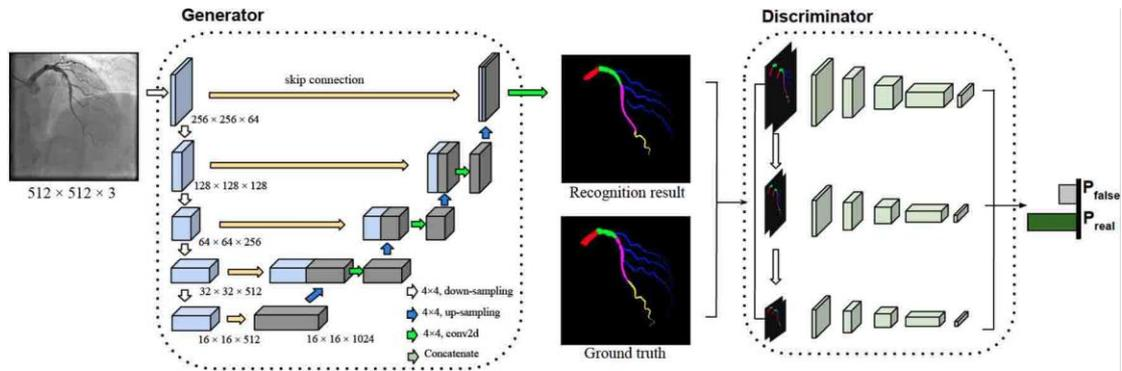 Generator
Discriminator
skip connection
256 × 256 × 64
512 × 512 × 3
128 × 128 × 128
64 × 64 × 256
32 × 32 × 512
16 × 16 × 512
16 × 16 × 1024
4×4, down-sampling
4×4, up-sampling
4×4, conv2d
Concatenate
Recognition result
Ground truth
Pfalse
Preal